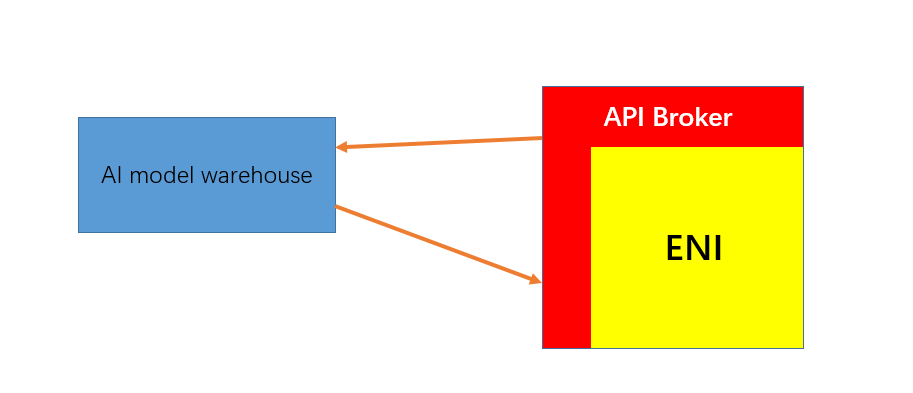 API Broker
AI model warehouse
ENI